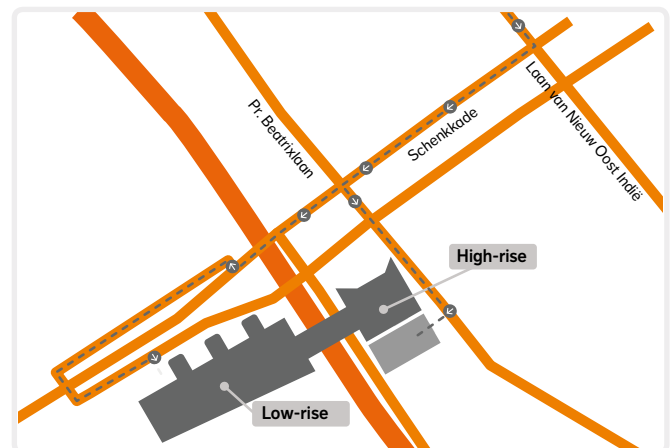 Laan van Nieuw Oost Indië
Pr. Beatrixlaan
Schenkkade
High-rise
Low-rise